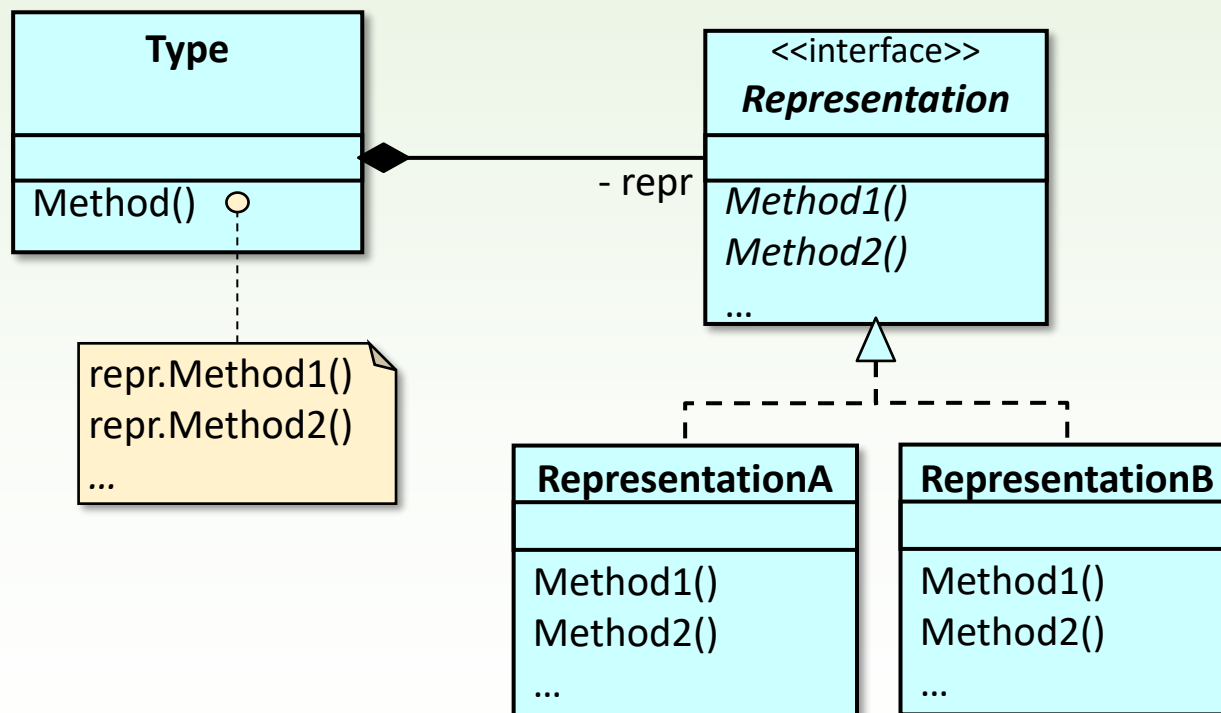 Type
Method()
repr.Method1()
repr.Method2()
...
- repr
<<interface>>
Representation
Method1()
Method2()
...
RepresentationA
Method1()
Method2()
...
RepresentationB
Method1()
Method2()
...